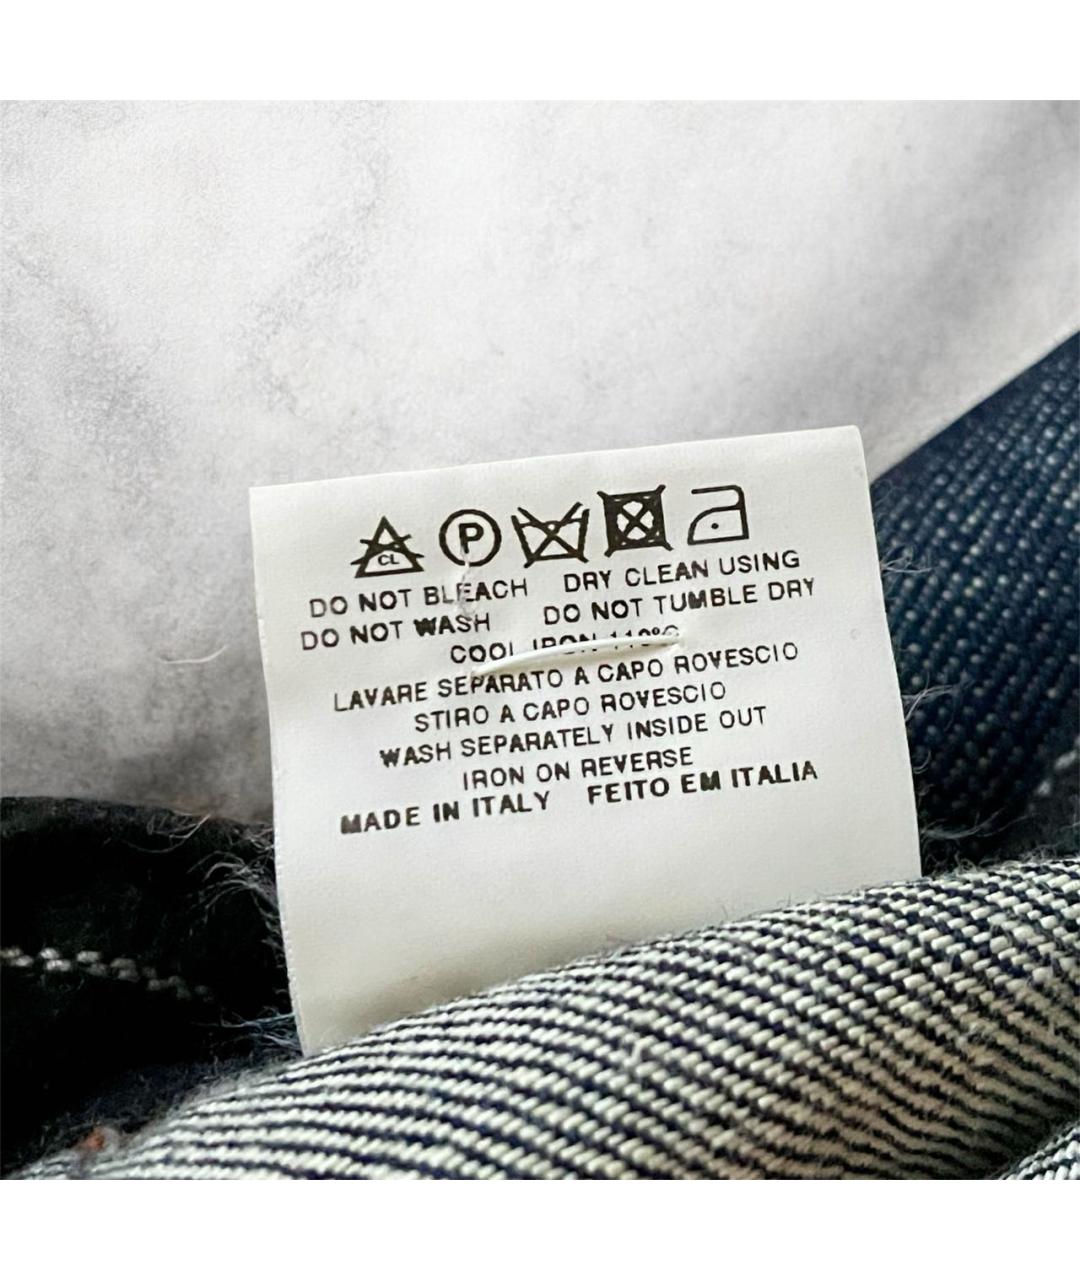 CL P
DO NOT BLEACH DRY CLEAN USING
DO NOT WASH DO NOT TUMBLE DRY
COOL IRON 110°C
LAVARE SEPARATO A CAPO ROVESCIO
STIRO A CAPO ROVESCIO
WASH SEPARATELY INSIDE OUT
IRON ON REVERSE
MADE IN ITALY FEITO EM ITALIA